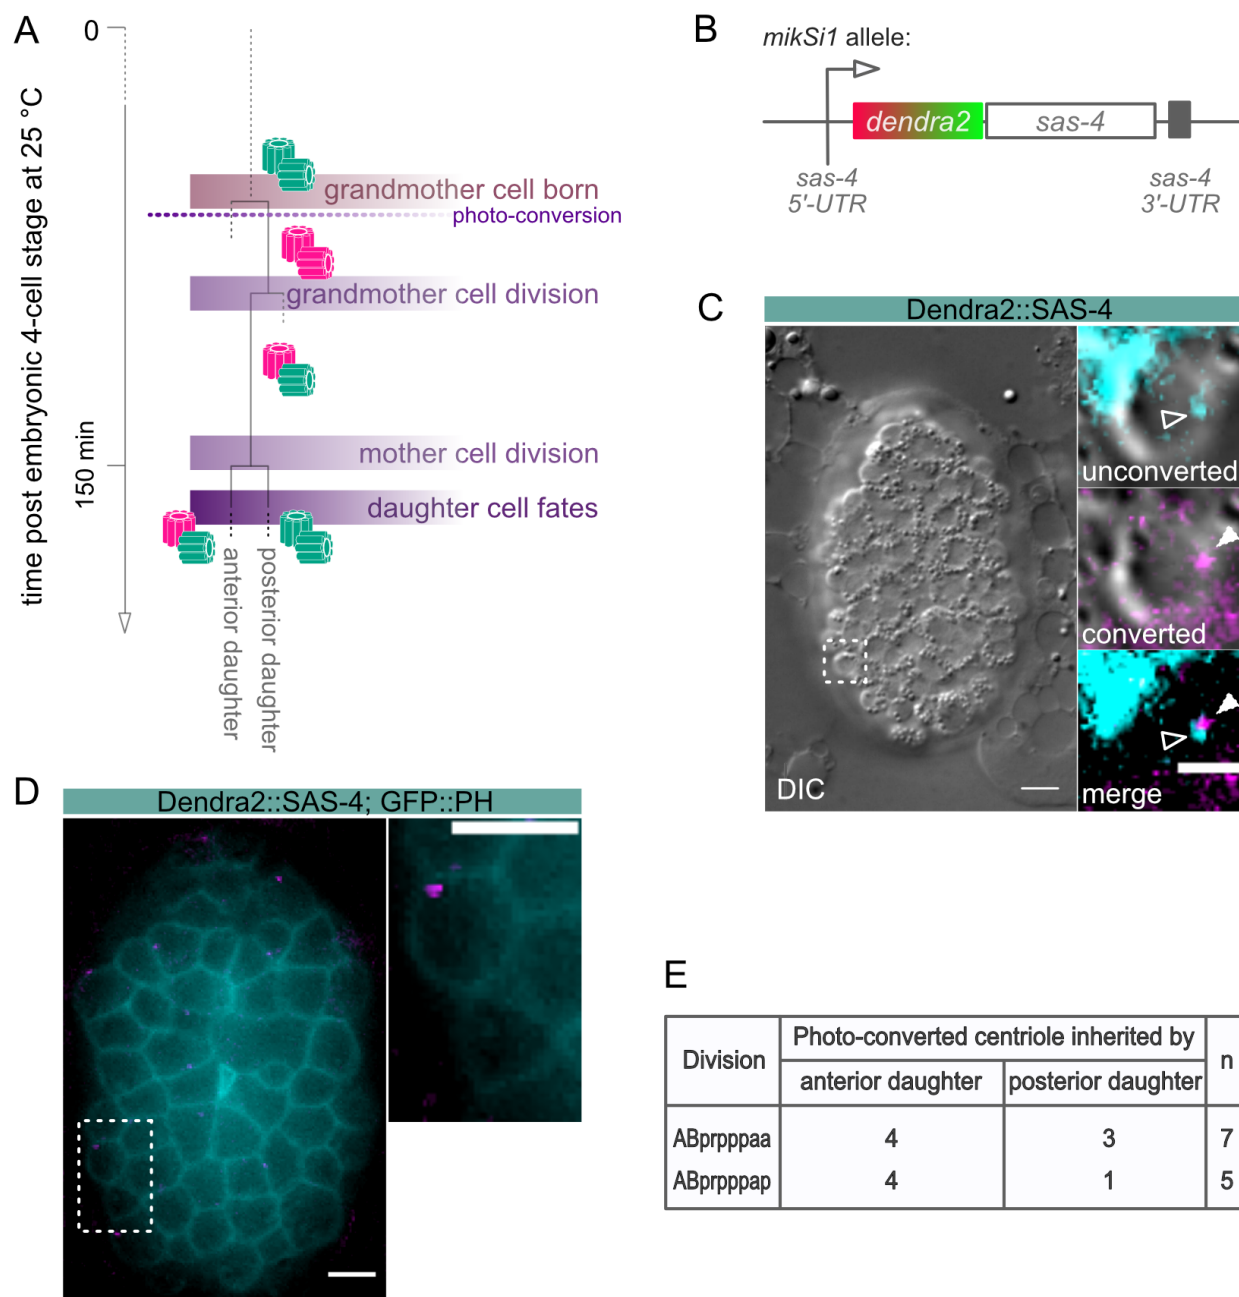 A
0
time post embryonic 4-cell stage at 25 °C
grandmother cell born
photo-conversion
grandmother cell division
mother cell division
150 min
daughter cell fates
anterior daughter
posterior daughter
B
mikSi1 allele:
dendra2
sas-4
sas-4
5'-UTR
sas-4
3'-UTR
C
Dendra2::SAS-4
unconverted
converted
DIC
merge
D
Dendra2::SAS-4; GFP::PH
E
Division
Photo-converted centriole inherited by
n
anterior daughter
posterior daughter
ABprpppaa 4 3 7
ABprpppap 4 1 5